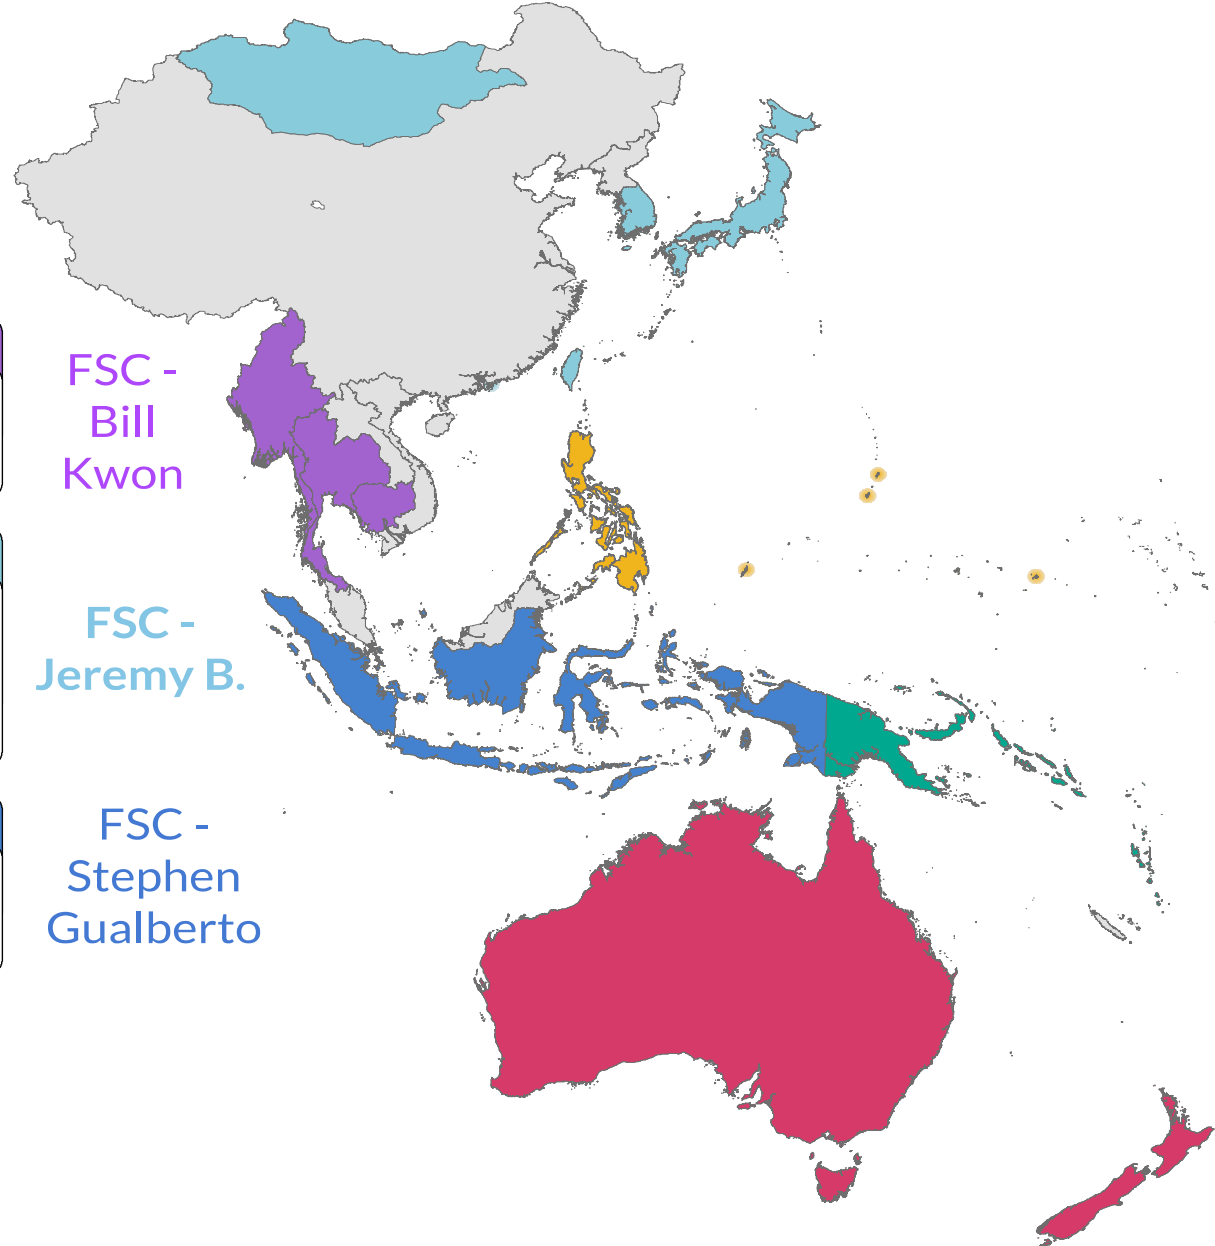 FSC -
Bill
Kwon
FSC -
Jeremy B.
FSC -
Stephen
Gualberto